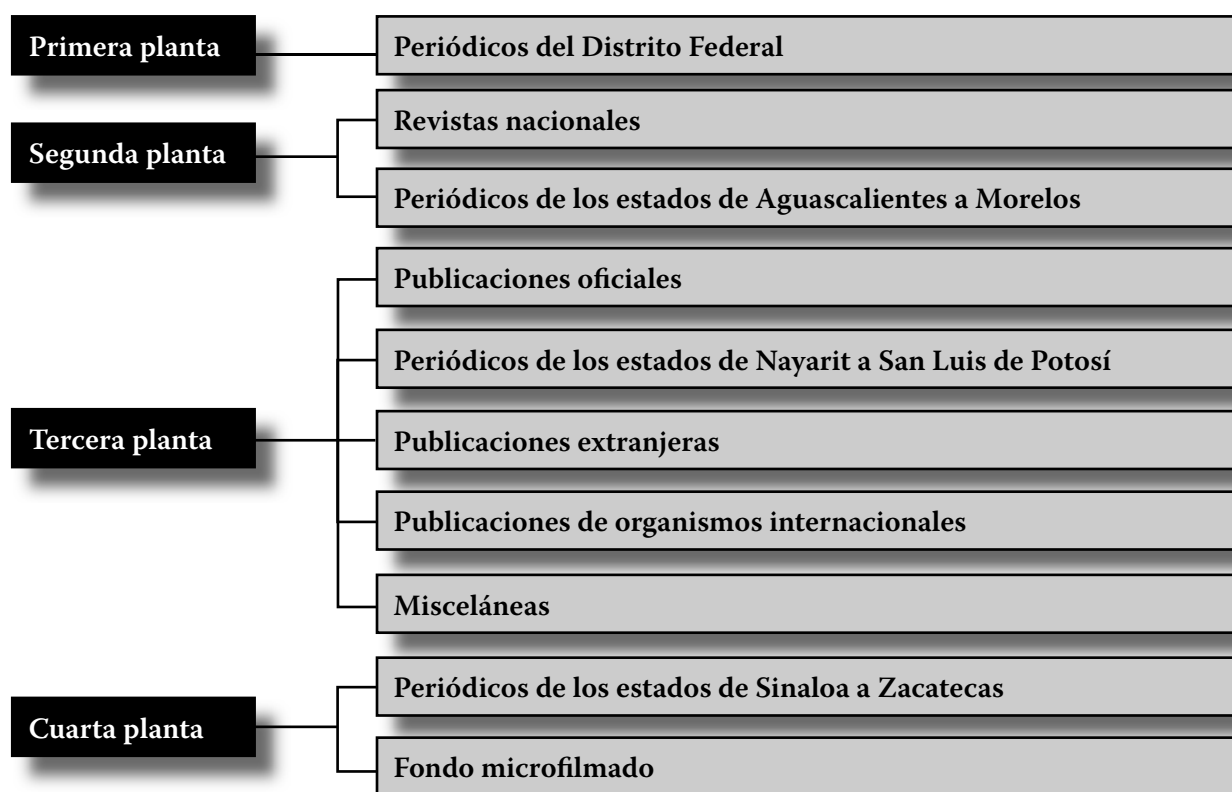 Primera planta
Periódicos del Distrito Federal
Segunda planta
Revistas nacionales
Periódicos de los estados de Aguascalientes a Morelos
Tercera planta
Publicaciones oficiales
Periódicos de los estados de Nayarit a San Luis de Potosí
Publicaciones extranjeras
Publicaciones de organismos internacionales
Misceláneas
Cuarta planta
Periódicos de los estados de Sinaloa a Zacatecas
Fondo microfilmado